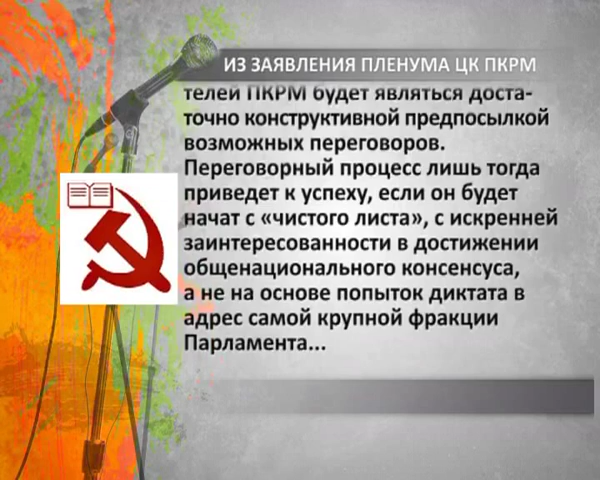 ИЗ ЗАЯВЛЕНИЯ ПЛЕНУМА ЦК ПКРМ
телей ПКРМ будет являться доста-
точно конструктивной предпосылкой
возможных переговоров.
Переговорный процесс лишь тогда
приведет к успеху, если он будет
начат с «чистого листа», с искренней
заинтересованности в достижении
общенационального консенсуса,
а не на основе попыток диктата в
адрес самой крупной фракции
Парламента...